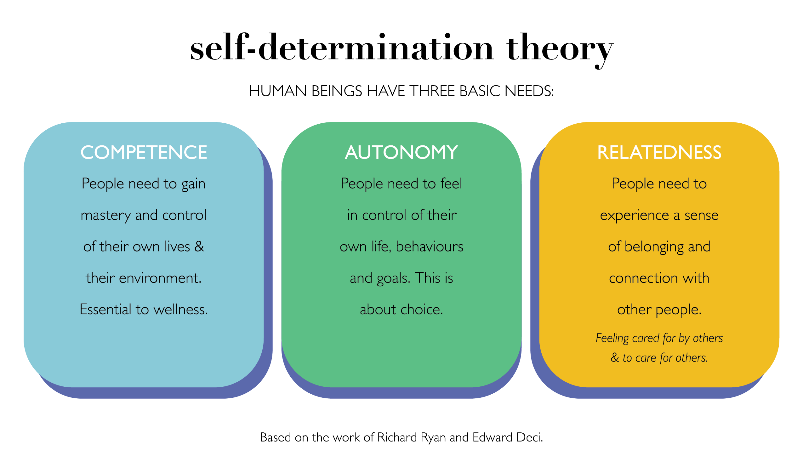 self-determination theory
HUMAN BEINGS HAVE THREE BASIC NEEDS:
COMPETENCE
People need to gain
mastery and control
of their own lives &
their environment.
Essential to wellness.
AUTONOMY
People need to feel
in control of their
own life, behaviours
and goals. This is
about choice.
RELATEDNESS
People need to
experience a sense
of belonging and
connection with
other people.
Feeling cared for by others
& to care for others.
Based on the work of Richard Ryan and Edward Deci.